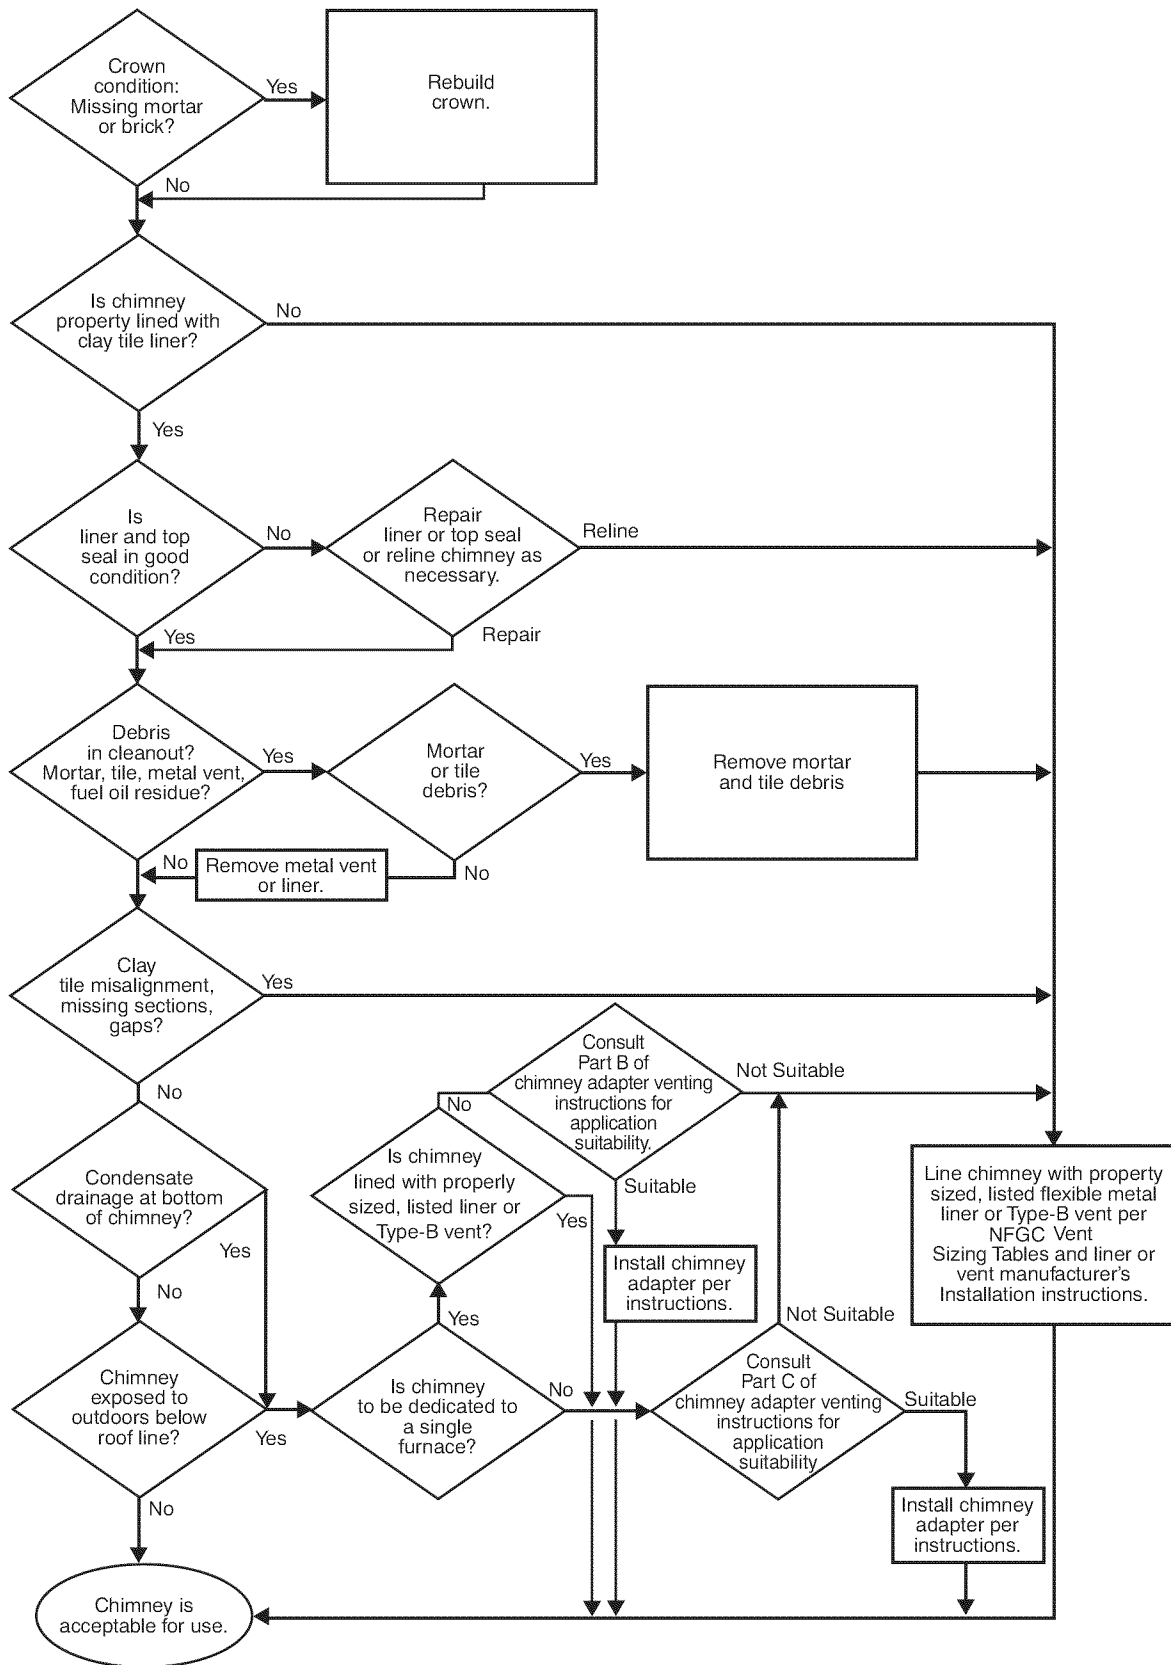 Crown
condition:
Missing mortar
or brick?
Yes
Rebuild
crown.
No
Is chimney
property lined with
clay tile liner?
No
Yes
Is
liner and top
seal in good
condition?
No
Repair
liner or top seal
or reline chimney as
necessary.
Reline
Yes
Repair
Debris
in cleanout?
Mortar, tile, metal vent,
fuel oil residue?
Yes
Mortar
or tile
debris?
Yes
Remove mortar
and tile debris
No
Remove metal vent
or liner.
No
Clay
tile misalignment,
missing sections,
gaps?
Yes
No
Consult
Part B of
chimney adapter venting
instructions for
application
suitability.
Not Suitable
No
Suitable
Condensate
drainage at bottom
of chimney?
Yes
No
Is chimney
lined with properly
sized, listed liner or
Type-B vent?
Yes
Install chimney
adapter per
instructions.
Line chimney with property
sized, listed flexible metal
liner or Type-B vent per
NFGC Vent
Sizing Tables and liner or
vent manufacturer's
Installation instructions.
Yes
Not Suitable
Chimney
exposed to
outdoors below
roof line?
Yes
Is chimney
to be dedicated to
a single
furnace?
No
Consult
Part C of
chimney adapter venting
instructions for
application
suitability
Suitable
No
Install chimney
adapter per
instructions.
Chimney is
acceptable for use.